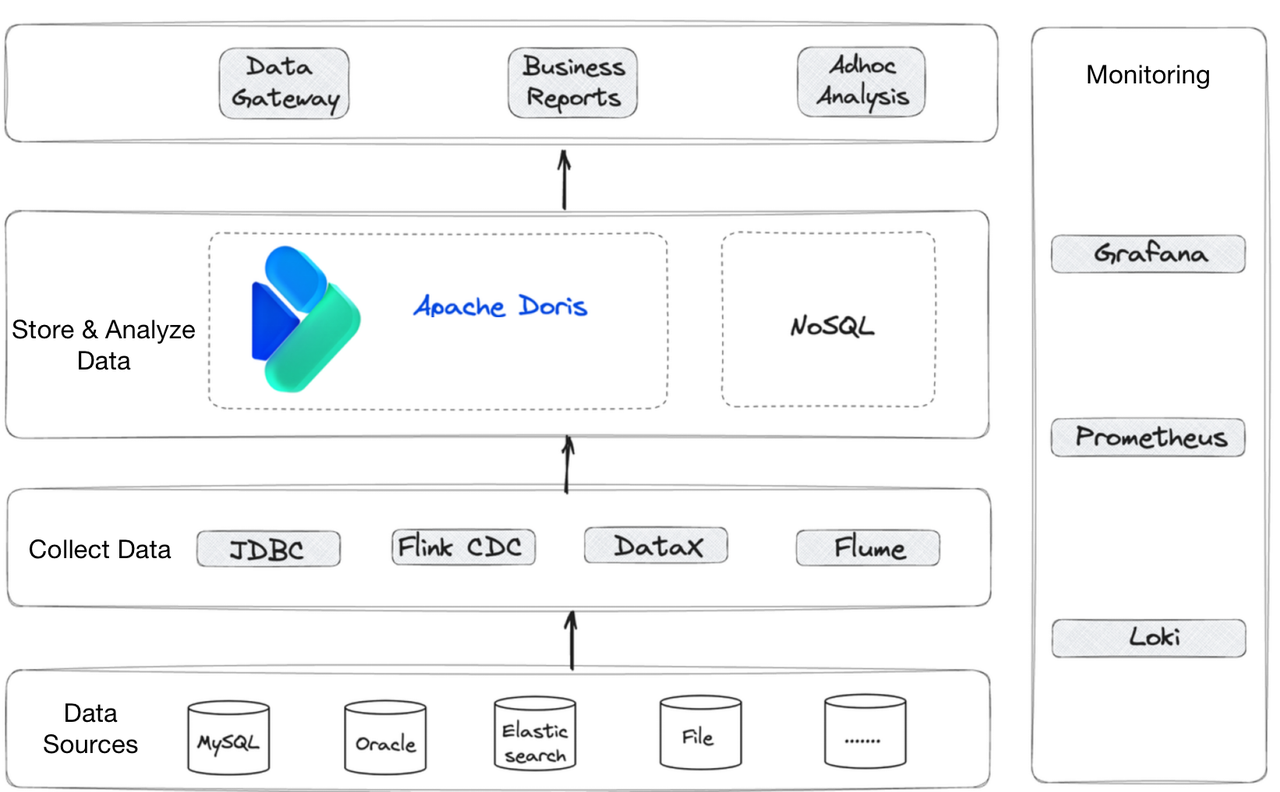 Data
Gateway
Business
Reports
Adhoc
Analysis
Monitoring
Grafana
Prometheus
Loki
Store & Analyze
Data
Apache Doris
NoSQL
Collect Data
JDBC
Flink CDC
DataX
Flume
Data
Sources
MySQL
Oracle
Elastic
search
File
.......